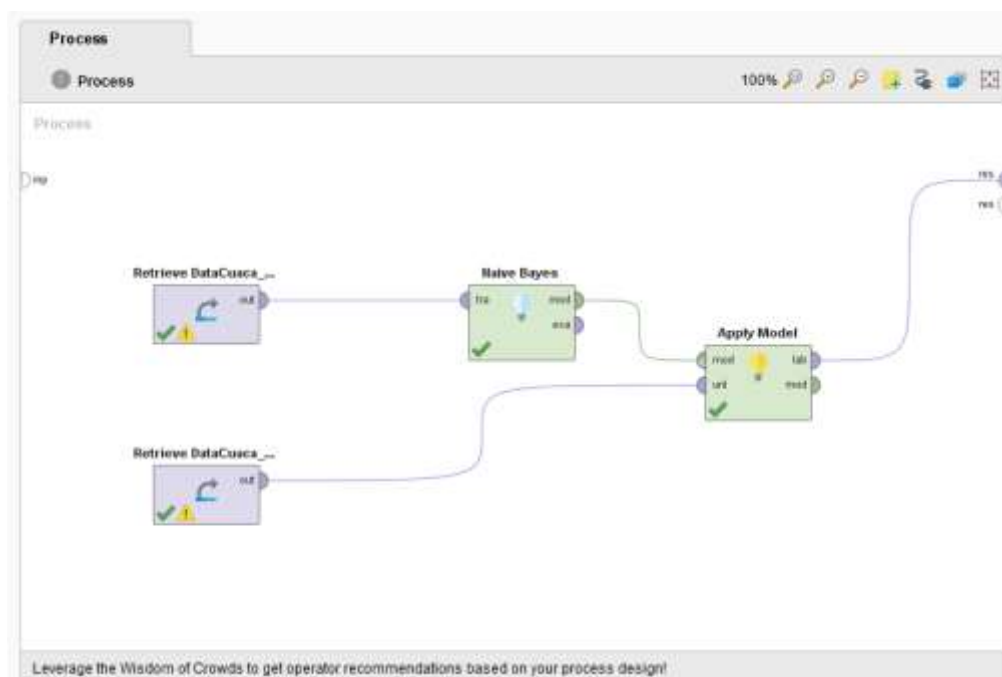 Process
Process
100%
Process
inp
res
res
Retrieve DataCuaca_...
out
Naive Bayes
tra
mod
exa
Apply Model
mod
lab
unl
mod
Retrieve DataCuaca_...
out
Leverage the Wisdom of Crowds to get operator recommendations based on your process design!